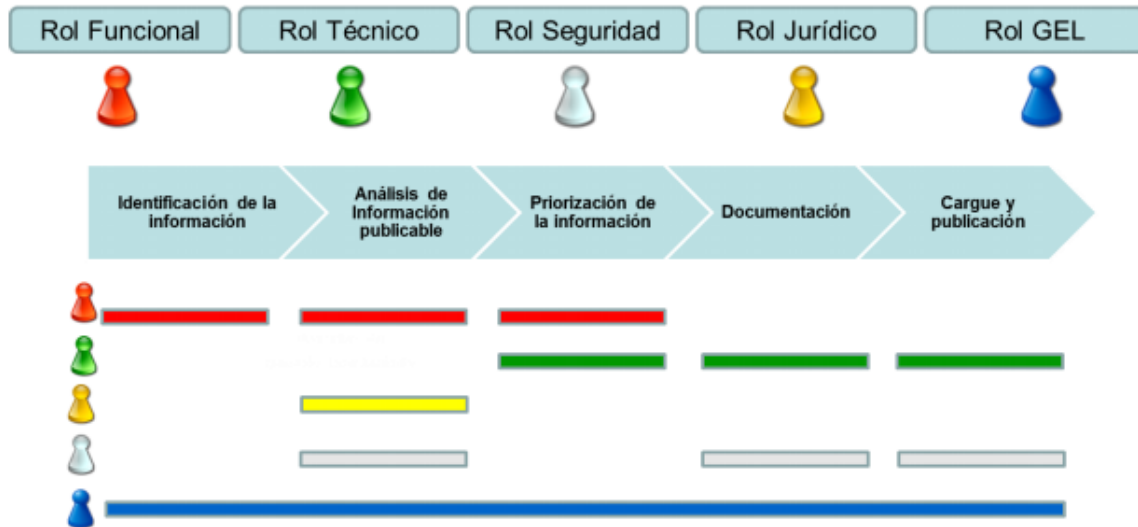 Rol Funcional
Rol Técnico
Rol Seguridad
Rol Jurídico
Rol GEL
Identificación de la
información
Análisis de
Información
publicable
Priorización de
la información
Documentación
Cargue y
publicación